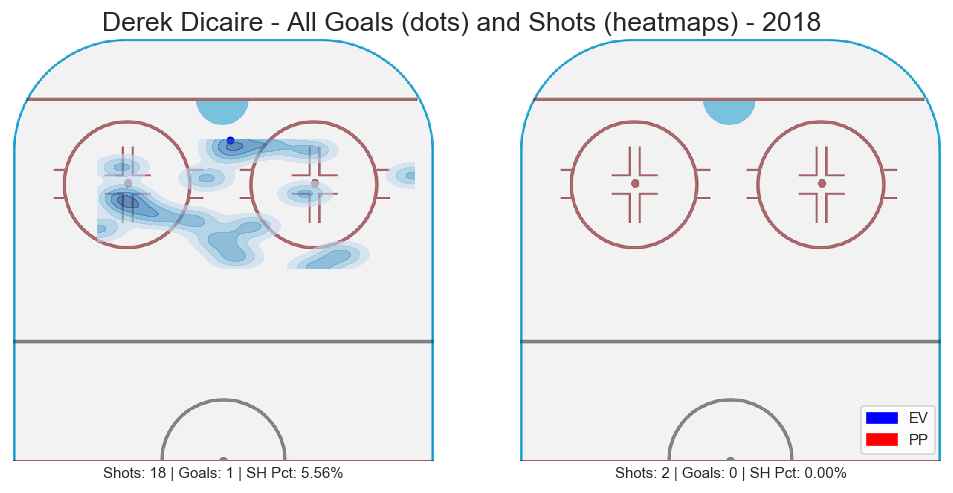 Derek Dicaire - All Goals (dots) and Shots (heatmaps) - 2018
EV
PP
Shots: 18 | Goals: 1 | SH Pct: 5.56%
Shots: 2 | Goals: 0 | SH Pct: 0.00%